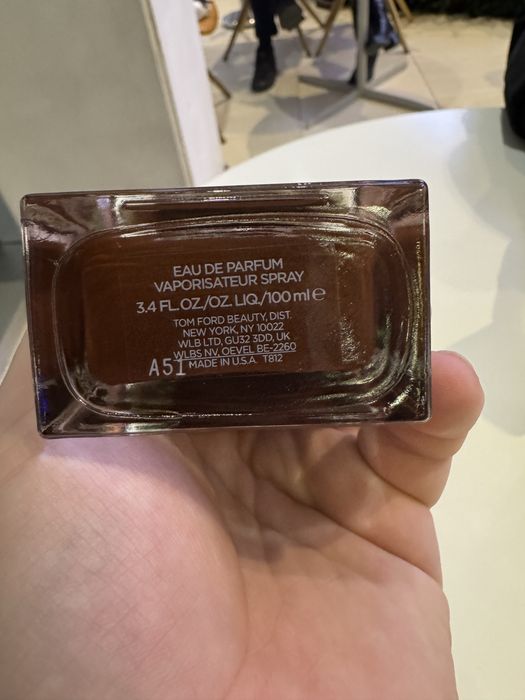 EAU DE PARFUM
VAPORISATEUR SPRAY
3.4 FL.OZ./OZ. LIQ./100 ml ℮
TOM FORD BEAUTY, DIST.
NEW YORK, NY 10022
WLB LTD, GU32 3DD, UK
WLBS NV, OEVEL BE-2260
A51 MADE IN U.S.A. T812